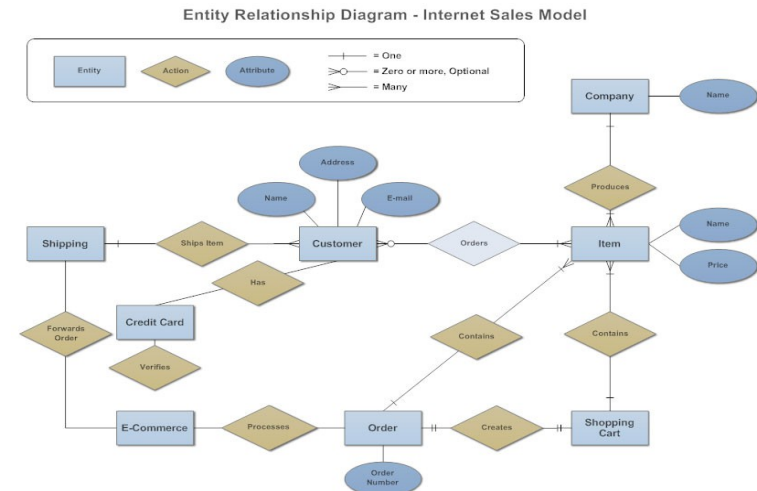 Entity Relationship Diagram - Internet Sales Model
Entity
Action
Attribute
= One
= Zero or more, Optional
= Many
Company
Name
Address
Name
E-mail
Produces
Shipping
Ships Item
Customer
Orders
Item
Name
Price
Has
Credit Card
Forwards
Order
Verifies
Contains
Contains
E-Commerce
Processes
Order
Creates
Shopping
Cart
Order
Number